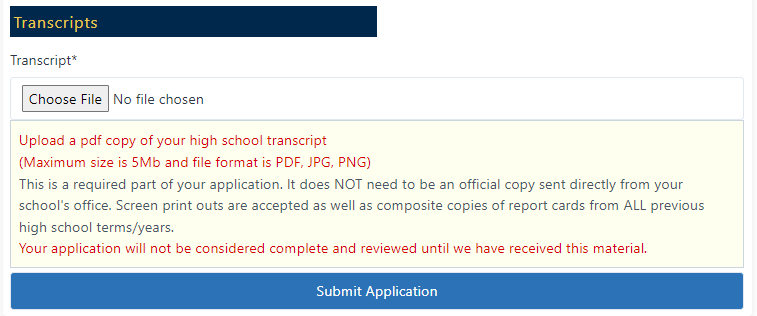 Transcripts
Transcript*
Choose File No file chosen
Upload a pdf copy of your high school transcript
(Maximum size is 5Mb and file format is PDF, JPG, PNG)
This is a required part of your application. It does NOT need to be an official copy sent directly from your
school's office. Screen print outs are accepted as well as composite copies of report cards from ALL previous
high school terms/years.
Your application will not be considered complete and reviewed until we have received this material.
Submit Application